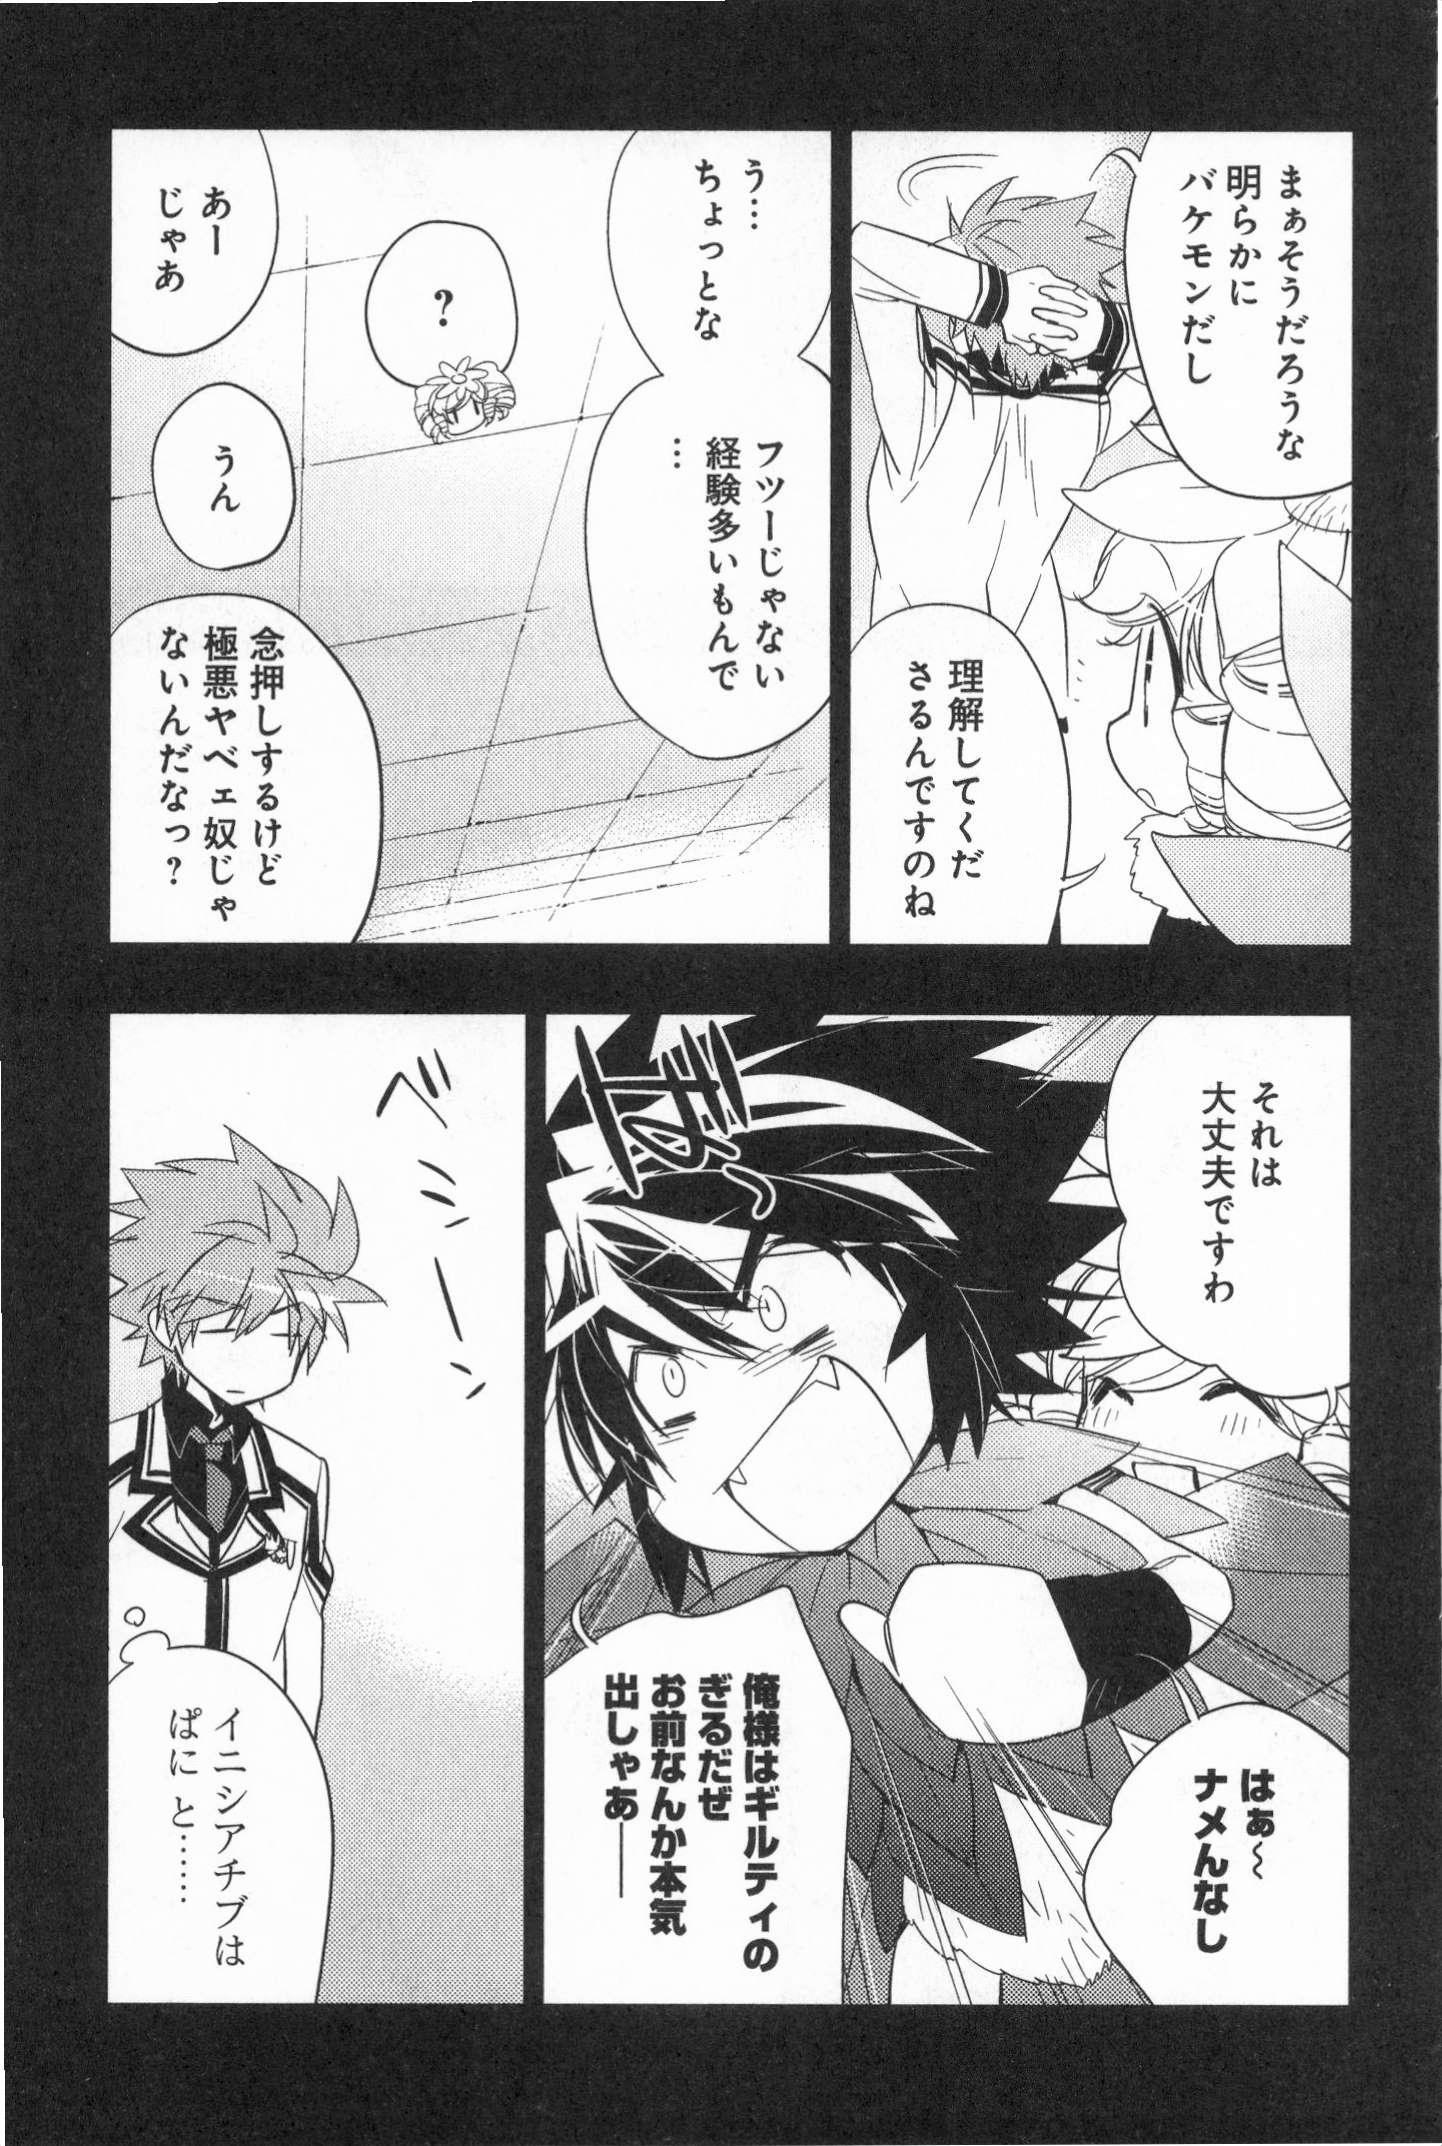 まぁそうだろうな
明らかに
バケモンだし
理解してくだ
さるんですのね
う…
ちょっとな
フツーじゃない
経験多いもんで
…
？
あー
じゃあ
うん
念押しするけど
極悪ヤベェ奴じゃ
ないんだなっ？
それは
大丈夫ですわ
ばぁっ
はぁ〜
ナメんなし
俺様はギルティの
ぎるだぜ
お前なんか本気
出しゃあ――
べしーん
イニシアチブは
ぱにと……